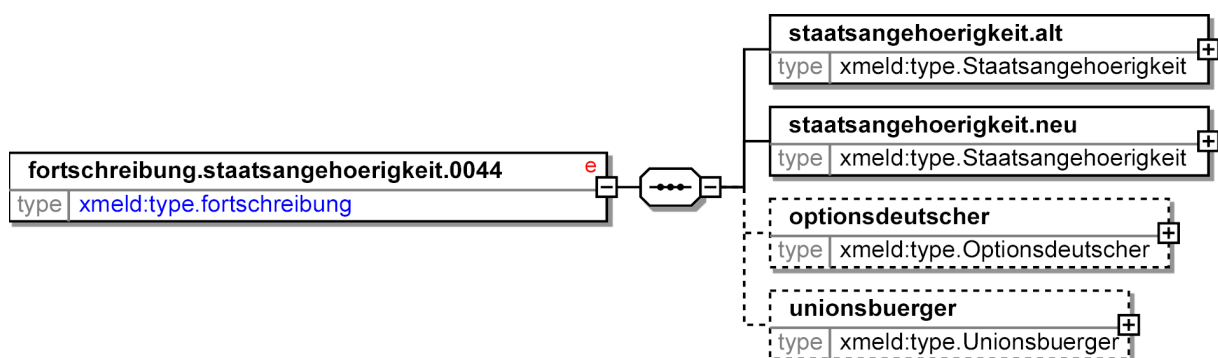 staatsangehoerigkeit.alt
type xmeld:type.Staatsangehoerigkeit
staatsangehoerigkeit.neu
type xmeld:type.Staatsangehoerigkeit
fortschreibung.staatsangehoerigkeit.0044 e
type xmeld:type.fortschreibung
optionsdeutscher
type xmeld:type.Optionsdeutscher
unionsbuerger
type xmeld:type.Unionsbuerger